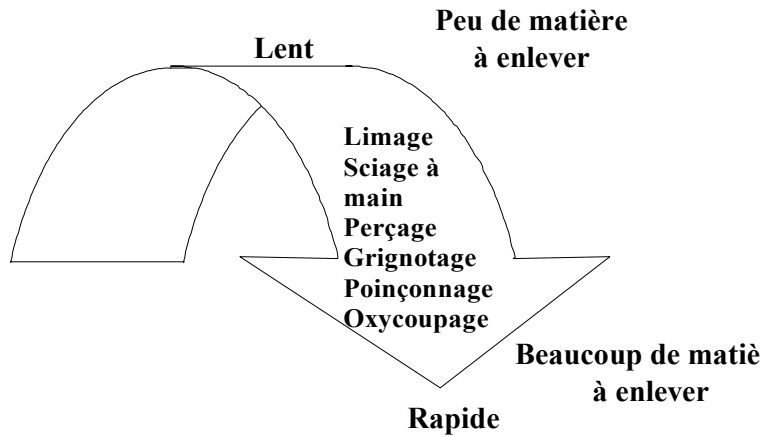 Peu de matière
à enlever
Lent
Limage
Sciage à
main
Perçage
Grignotage
Poinçonnage
Oxycoupage
Beaucoup de matiè
à enlever
Rapide